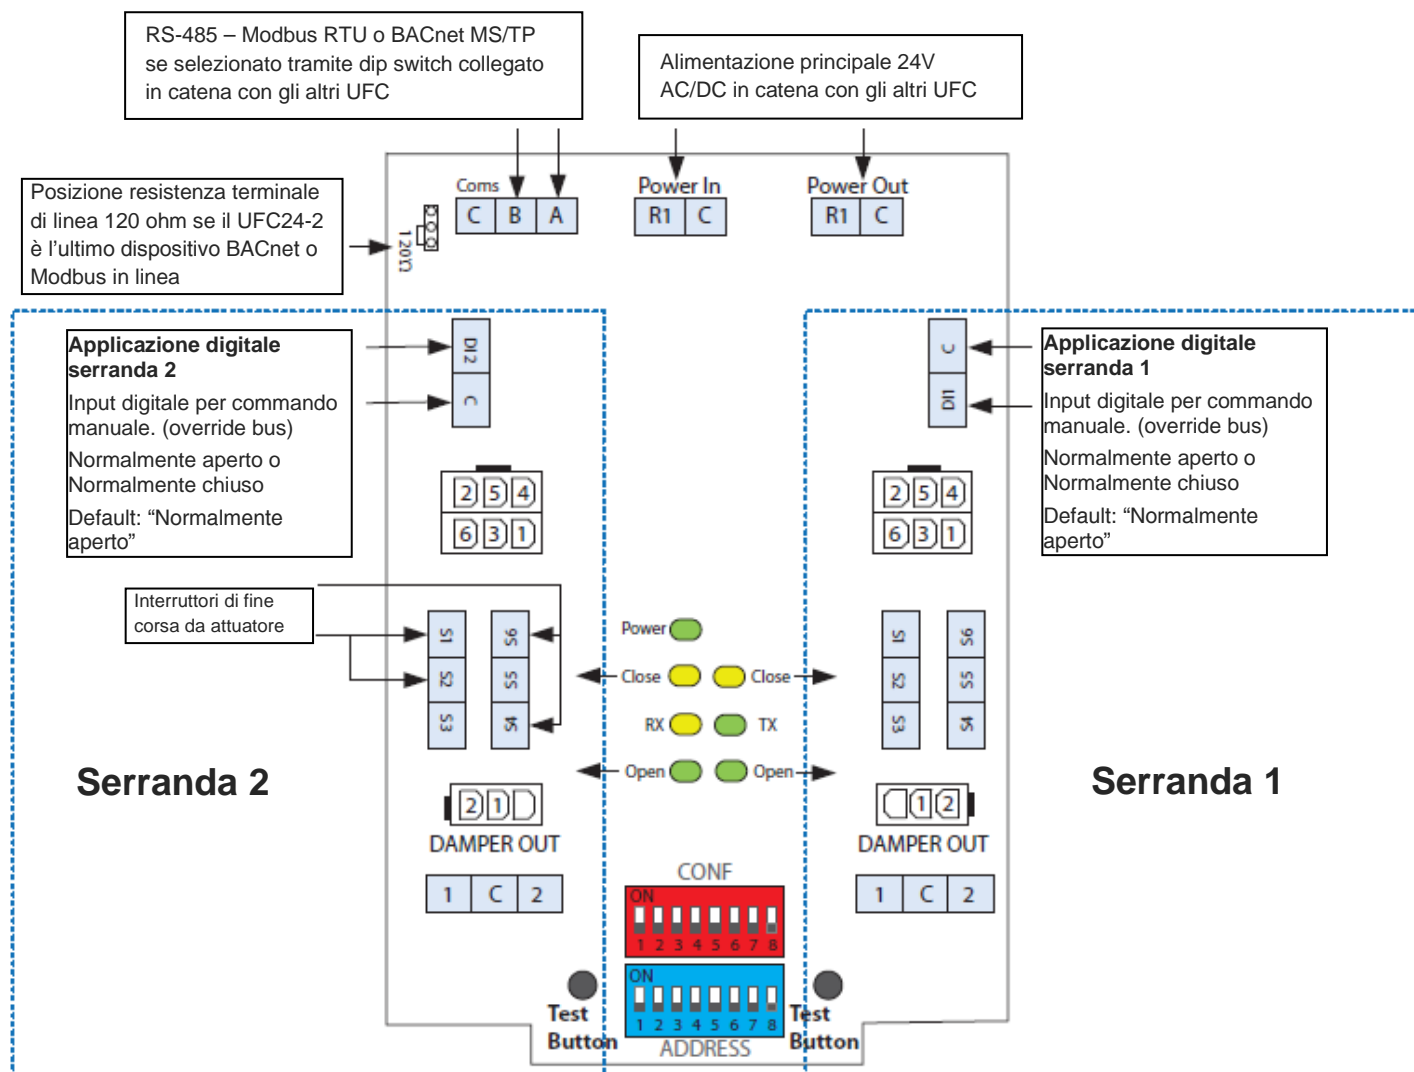 RS-485 – Modbus RTU o BACnet MS/TP
se selezionato tramite dip switch collegato
in catena con gli altri UFC
Alimentazione principale 24V
AC/DC in catena con gli altri UFC
Posizione resistenza terminale
di linea 120 ohm se il UFC24-2
è l'ultimo dispositivo BACnet o
Modbus in linea
120Ω
Coms
C B A
Power In
R1 C
Power Out
R1 C
Applicazione digitale
serranda 2
Input digitale per commando
manuale. (override bus)
Normalmente aperto o
Normalmente chiuso
Default: “Normalmente
aperto”
DI 2
C
C
DI1
Applicazione digitale
serranda 1
Input digitale per commando
manuale. (override bus)
Normalmente aperto o
Normalmente chiuso
Default: “Normalmente
aperto”
2 5 4
6 3 1
2 5 4
6 3 1
Interruttori di fine
corsa da attuatore
S1 S6
S2 S5
S3 S4
Power
Close Close
RX TX
Open Open
S1 S6
S2 S5
S3 S4
Serranda 2
Serranda 1
2 1
DAMPER OUT
1 C 2
1 2
DAMPER OUT
1 C 2
CONF
ON
1 2 3 4 5 6 7 8
ON
1 2 3 4 5 6 7 8
ADDRESS
Test
Button
Test
Button